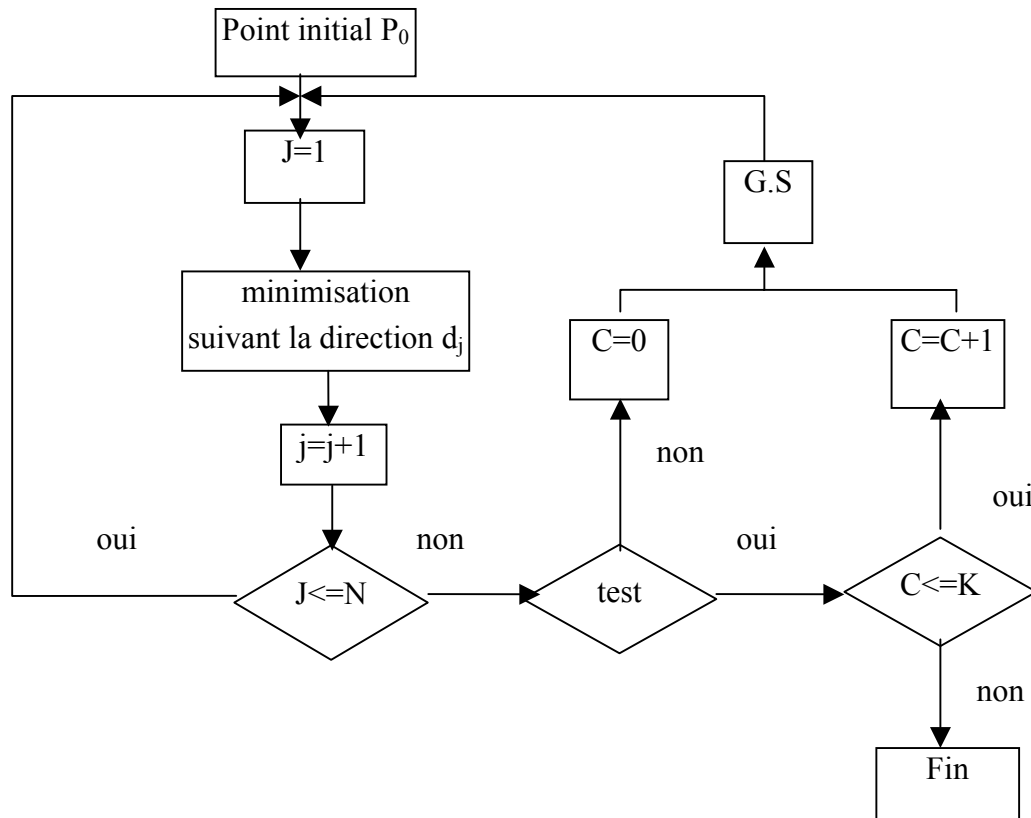 Point initial P₀
J=1
G.S
minimisation
suivant la direction dⱼ
C=0
C=C+1
j=j+1
non
oui
oui
non
oui
J<=N
test
C<=K
non
Fin